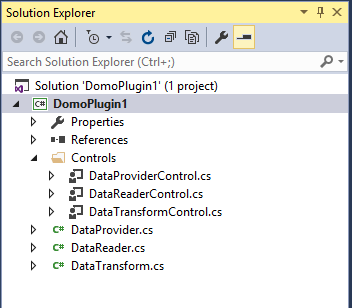 Solution Explorer
Search Solution Explorer (Ctrl+;)
Solution 'DomoPlugin1' (1 project)
C# DomoPlugin1
Properties
References
Controls
DataProviderControl.cs
DataReaderControl.cs
DataTransformControl.cs
C# DataProvider.cs
C# DataReader.cs
C# DataTransform.cs